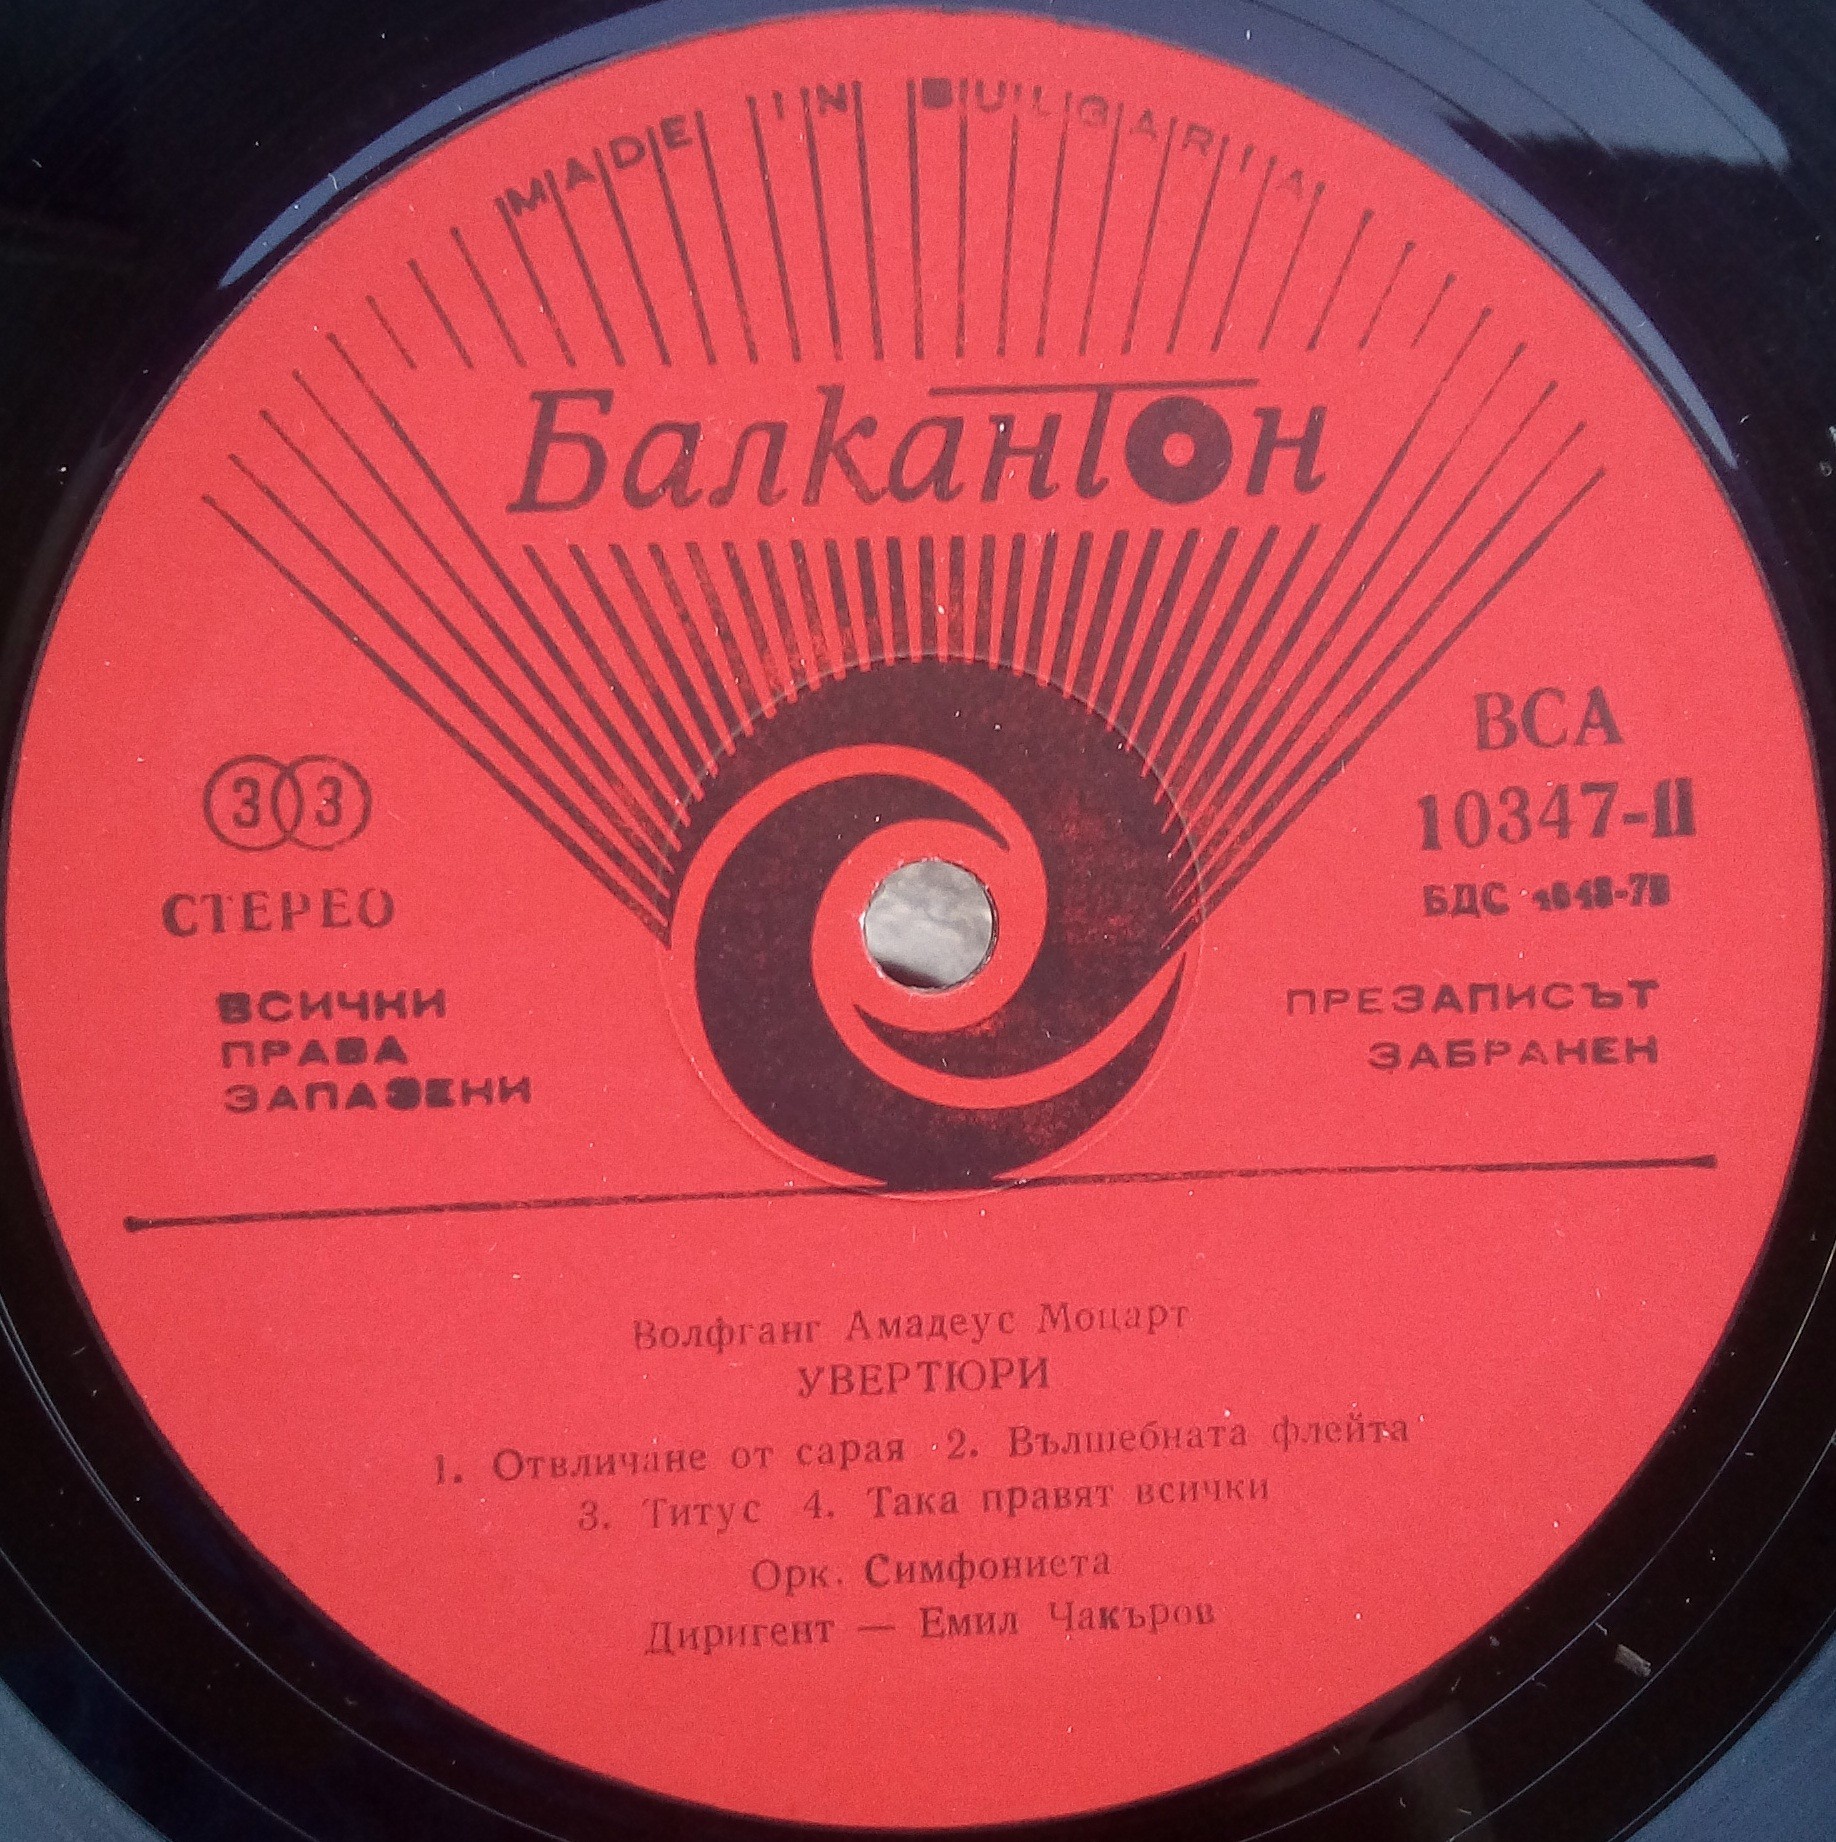 MADE IN BULGARIA
Балкантон
33
СТЕРЕО
ВСИЧКИ
ПРАВА
ЗАПАЗЕНИ
ВСА
10347-II
БДС
ПРЕЗАПИСЪТ
ЗАБРАНЕН
Волфганг Амадеус Моцарт
УВЕРТЮРИ
1. Отвличане от сарая 2. Вълшебната флейта
3. Титус 4. Така правят всички
Орк. Симфониета
Диригент — Емил Чакъров